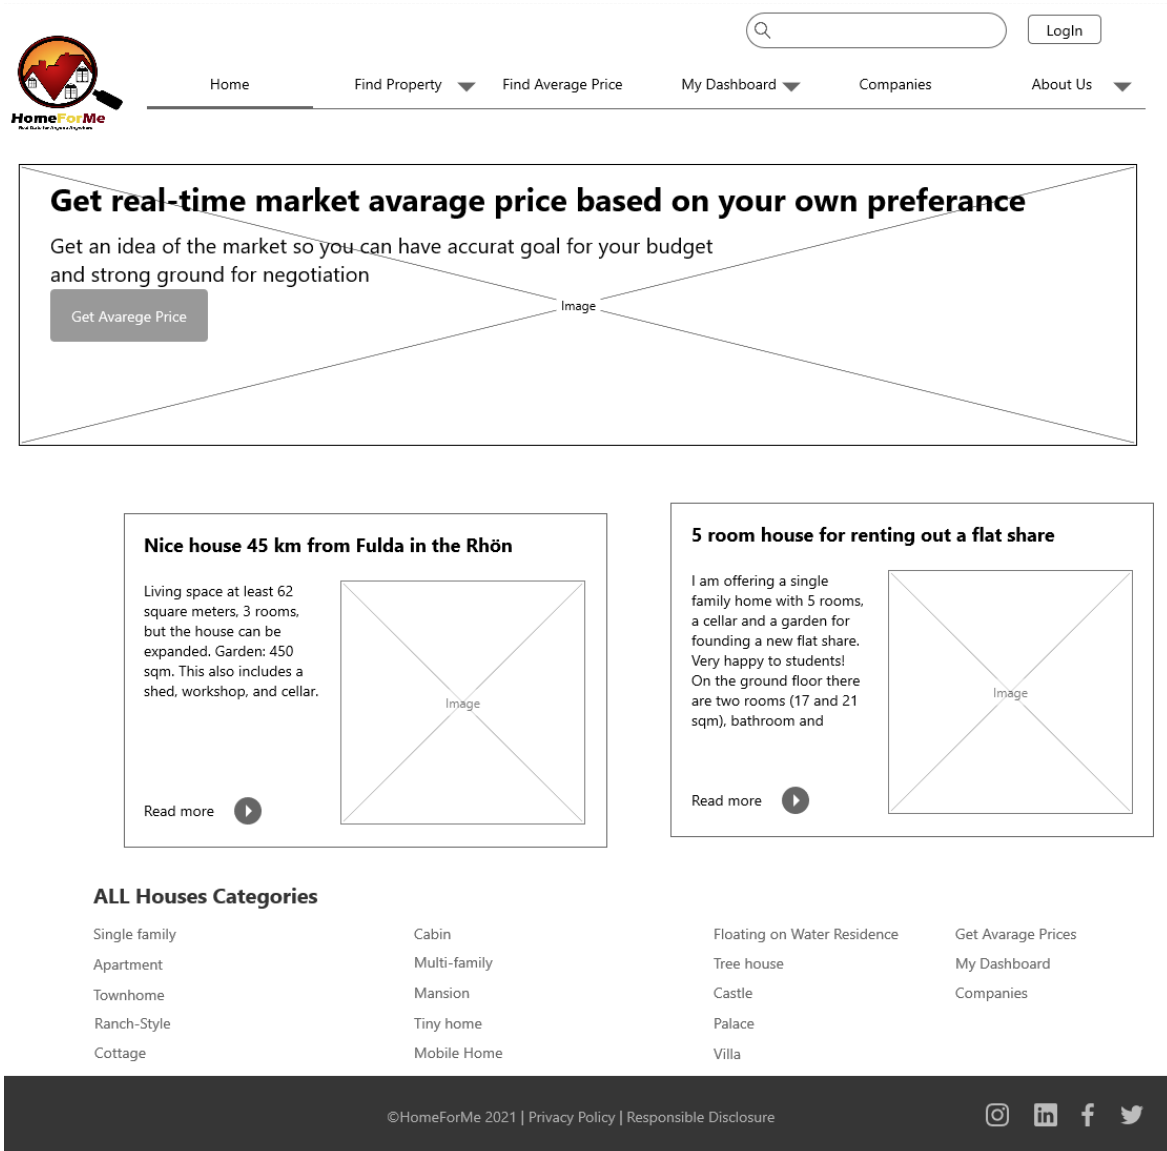 LogIn
HomeForMe
Home
Find Property
Find Average Price
My Dashboard
Companies
About Us
Get real-time market avarage price based on your own preferance
Get an idea of the market so you can have accurat goal for your budget
and strong ground for negotiation
Get Avarege Price
Image
Nice house 45 km from Fulda in the Rhön
Living space at least 62
square meters, 3 rooms,
but the house can be
expanded. Garden: 450
sqm. This also includes a
shed, workshop, and cellar.
Image
Read more
5 room house for renting out a flat share
I am offering a single
family home with 5 rooms,
a cellar and a garden for
founding a new flat share.
Very happy to students!
On the ground floor there
are two rooms (17 and 21
sqm), bathroom and
Image
Read more
ALL Houses Categories
Single family
Apartment
Townhome
Ranch-Style
Cottage
Cabin
Multi-family
Mansion
Tiny home
Mobile Home
Floating on Water Residence
Tree house
Castle
Palace
Villa
Get Avarage Prices
My Dashboard
Companies
©HomeForMe 2021 | Privacy Policy | Responsible Disclosure